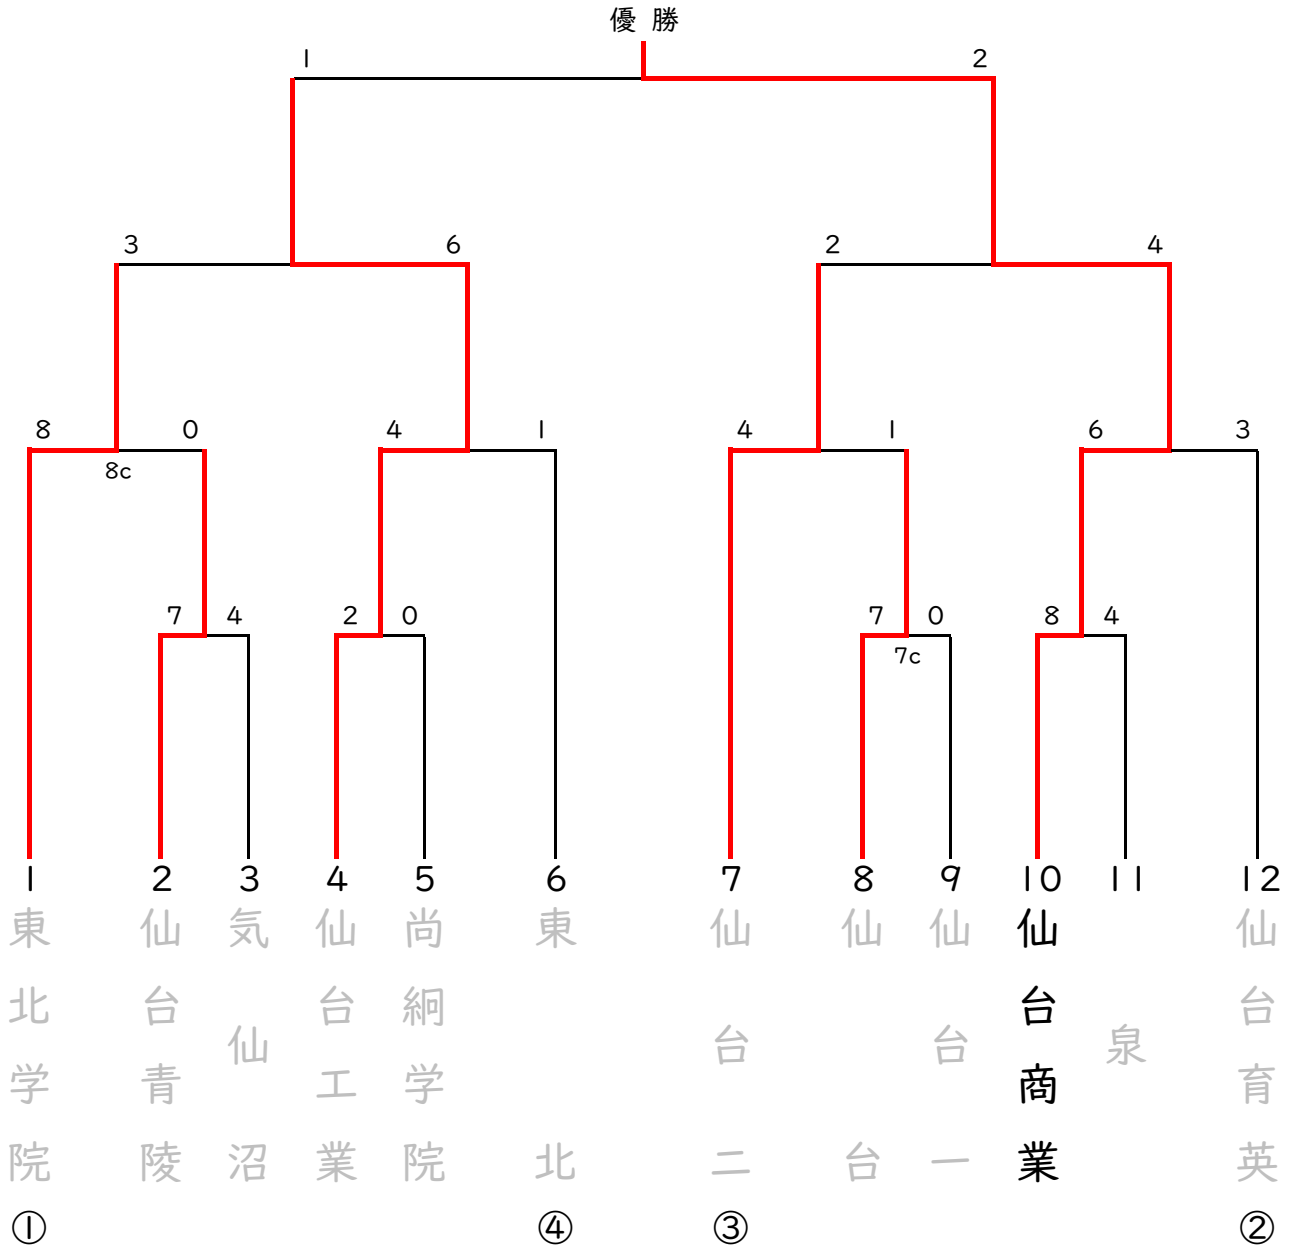 優勝
1 2
3 6 2 4
8 0 4 1 4 1 6 3
8c
7 4 2 0 7 0 8 4
7c
1 2 3 4 5 6 7 8 9 10 11 12
東北学院
仙台青陵
気仙沼
仙台工業
尚絅学院
東北
仙台二
仙台
仙台一
仙台商業
泉
仙台育英
① ④ ③ ②